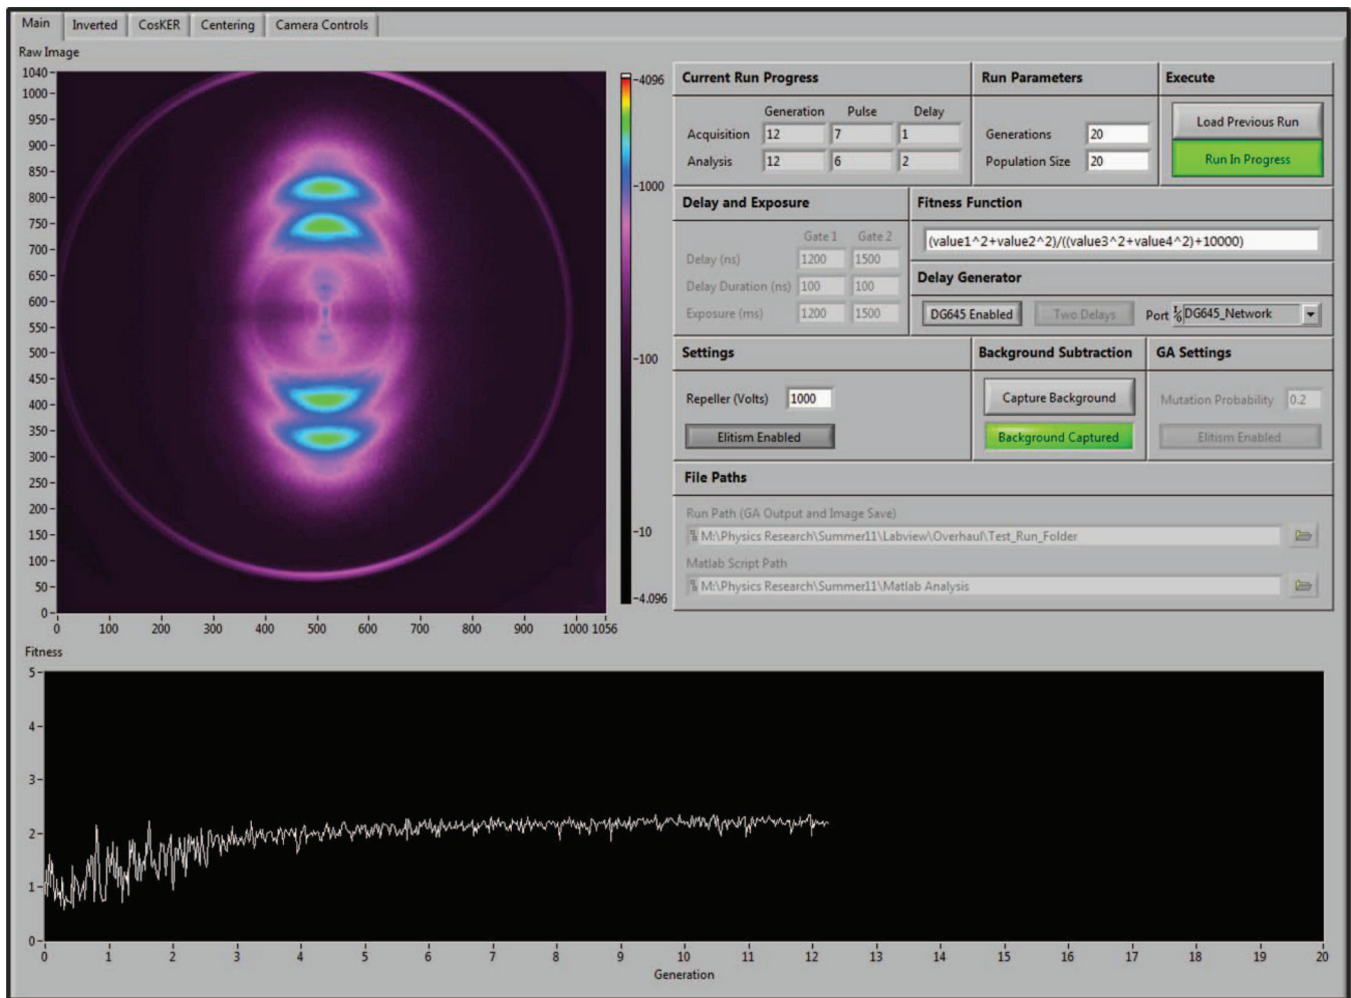 Main Inverted CosKER Centering Camera Controls
Raw Image
1040
1000
950
900
850
800
750
700
650
600
550
500
450
400
350
300
250
200
150
100
50
0
0 100 200 300 400 500 600 700 800 900 1000 1056
4096
1000
100
10
4.096
Current Run Progress
Generation Pulse Delay
Acquisition 12 7 1
Analysis 12 6 2
Run Parameters
Generations 20
Population Size 20
Execute
Load Previous Run
Run In Progress
Delay and Exposure
Gate 1 Gate 2
Delay (ns) 1200 1500
Delay Duration (ns) 100 100
Exposure (ms) 1200 1500
Fitness Function
(value1^2+value2^2)/((value3^2+value4^2)+10000)
Delay Generator
DG645 Enabled Two Delays Port DG645_Network
Settings
Repeller (Volts) 1000
Elitism Enabled
Background Subtraction
Capture Background
Background Captured
GA Settings
Mutation Probability 0.2
Elitism Enabled
File Paths
Run Path (GA Output and Image Save)
M:\Physics Research\Summer11\Labview\Overhaul\Test_Run_Folder
Matlab Script Path
M:\Physics Research\Summer11\Matlab Analysis
Fitness
5
4
3
2
1
0
0 1 2 3 4 5 6 7 8 9 10 11 12 13 14 15 16 17 18 19 20
Generation